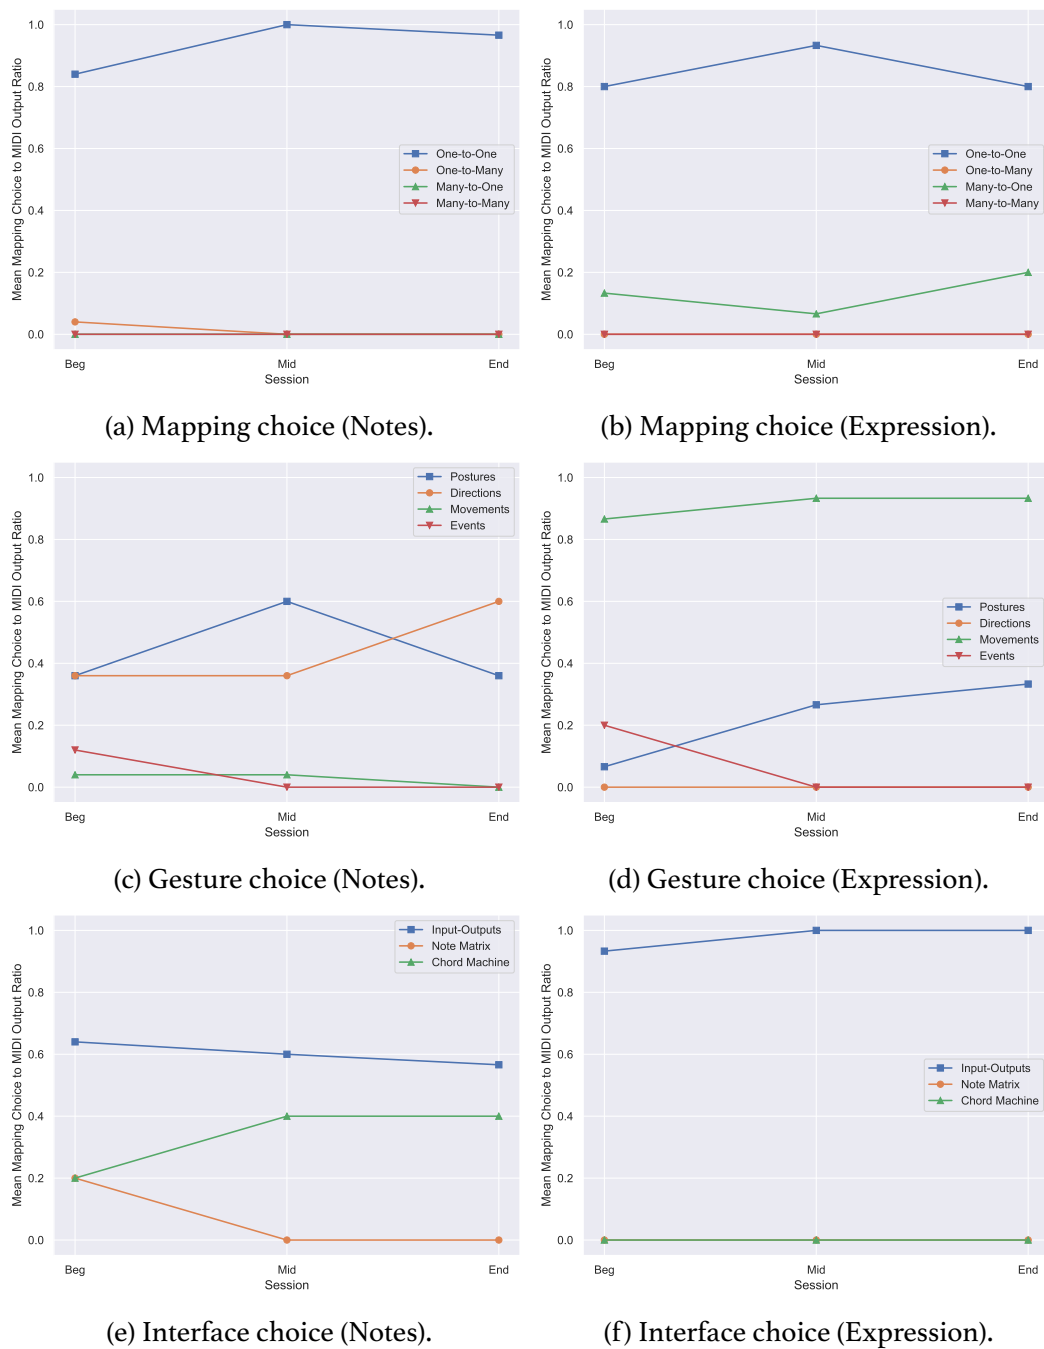 Mean Mapping Choice to MIDI Output Ratio
1.0
0.8
0.6
0.4
0.2
0.0
One-to-One
One-to-Many
Many-to-One
Many-to-Many
Beg
Mid
End
Session
(a) Mapping choice (Notes).
Mean Mapping Choice to MIDI Output Ratio
1.0
0.8
0.6
0.4
0.2
0.0
One-to-One
One-to-Many
Many-to-One
Many-to-Many
Beg
Mid
End
Session
(b) Mapping choice (Expression).
Mean Mapping Choice to MIDI Output Ratio
1.0
0.8
0.6
0.4
0.2
0.0
Postures
Directions
Movements
Events
Beg
Mid
End
Session
(c) Gesture choice (Notes).
Mean Mapping Choice to MIDI Output Ratio
1.0
0.8
0.6
0.4
0.2
0.0
Postures
Directions
Movements
Events
Beg
Mid
End
Session
(d) Gesture choice (Expression).
Mean Mapping Choice to MIDI Output Ratio
1.0
0.8
0.6
0.4
0.2
0.0
Input-Outputs
Note Matrix
Chord Machine
Beg
Mid
End
Session
(e) Interface choice (Notes).
Mean Mapping Choice to MIDI Output Ratio
1.0
0.8
0.6
0.4
0.2
0.0
Input-Outputs
Note Matrix
Chord Machine
Beg
Mid
End
Session
(f) Interface choice (Expression).